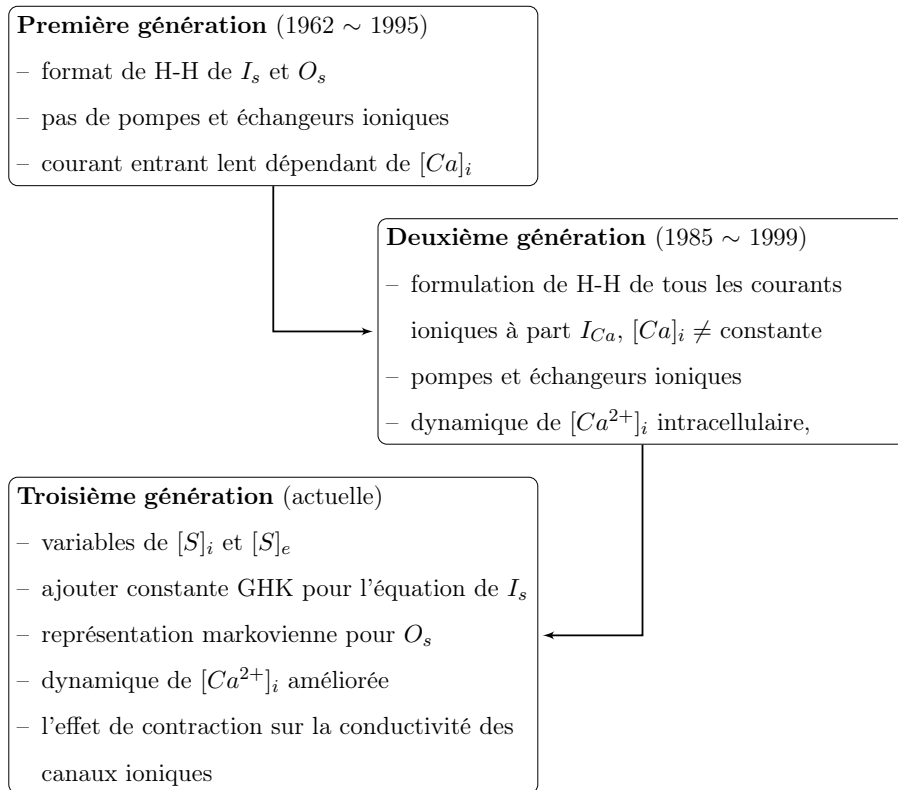 Première génération (1962 ∼ 1995)
– format de H-H de I_s et O_s
– pas de pompes et échangeurs ioniques
– courant entrant lent dépendant de [Ca]_i
Deuxième génération (1985 ∼ 1999)
– formulation de H-H de tous les courants
ioniques à part I_{Ca}, [Ca]_i ≠ constante
– pompes et échangeurs ioniques
– dynamique de [Ca^{2+}]_i intracellulaire,
Troisième génération (actuelle)
– variables de [S]_i et [S]_e
– ajouter constante GHK pour l'équation de I_s
– représentation markovienne pour O_s
– dynamique de [Ca^{2+}]_i améliorée
– l'effet de contraction sur la conductivité des
canaux ioniques